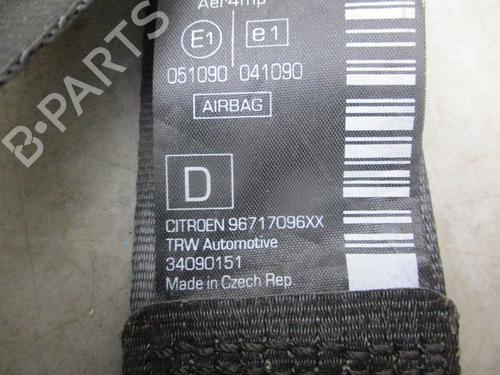 Aer4mp
E1 e1
051090 041090
AIRBAG
D
CITROEN 96717096XX
TRW Automotive
34090151
Made in Czech Rep.
B-PARTS